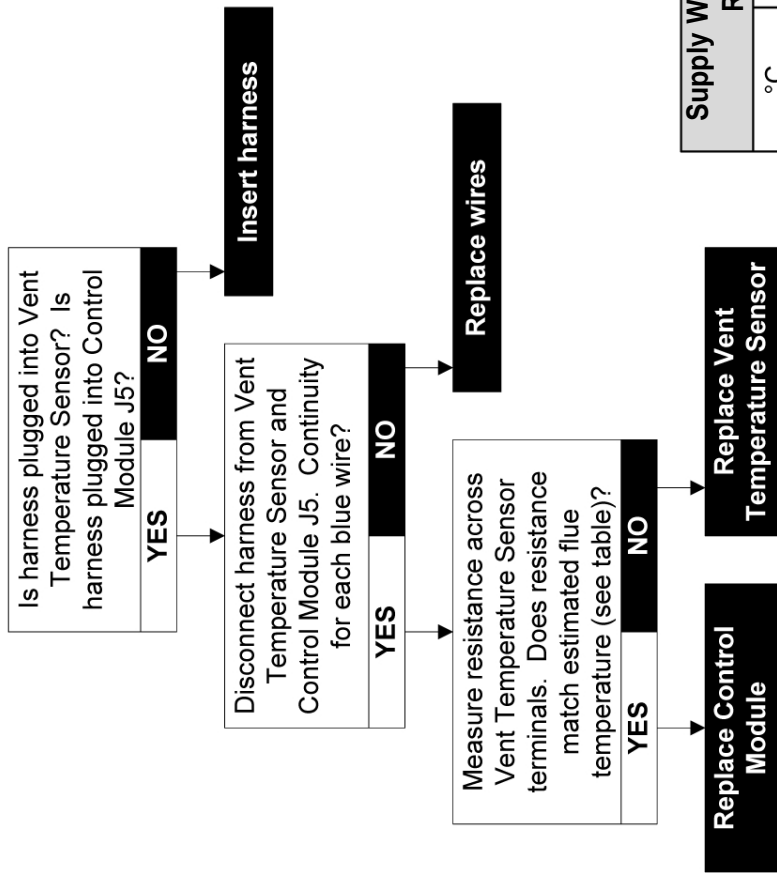 Is harness plugged into Vent
Temperature Sensor? Is
harness plugged into Control
Module J5?
YES
NO
Insert harness
Disconnect harness from Vent
Temperature Sensor and
Control Module J5. Continuity
for each blue wire?
YES
NO
Replace wires
Measure resistance across
Vent Temperature Sensor
terminals. Does resistance
match estimated flue
temperature (see table)?
YES
NO
Replace Control
Module
Replace Vent
Temperature Sensor
Supply W
R
°C